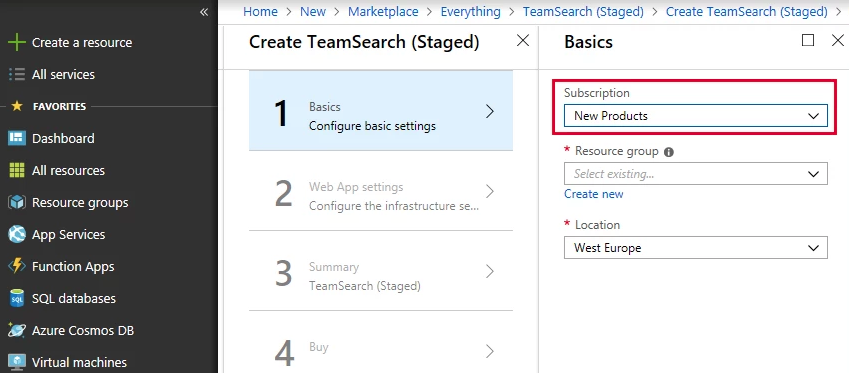 Home > New > Marketplace > Everything > TeamSearch (Staged) > Create TeamSearch (Staged) >
«
Create a resource
All services
FAVORITES
Dashboard
All resources
Resource groups
App Services
Function Apps
SQL databases
Azure Cosmos DB
Virtual machines
Create TeamSearch (Staged)
1
Basics
Configure basic settings
2
Web App settings
Configure the infrastructure se...
3
Summary
TeamSearch (Staged)
4
Buy
Basics
Subscription
New Products
* Resource group
Select existing...
Create new
* Location
West Europe